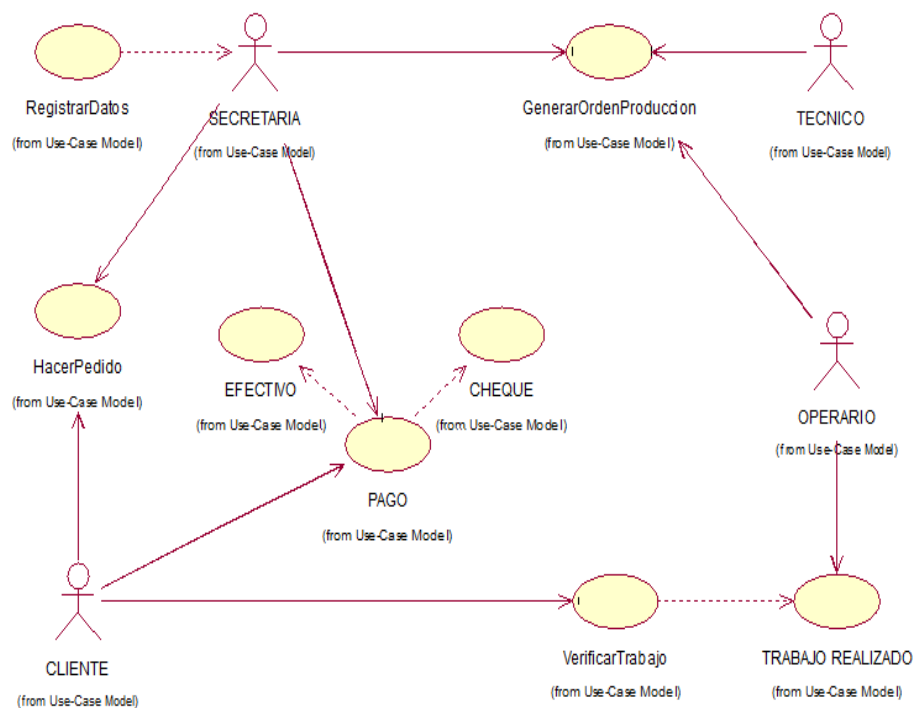 RegistrarDatos
(from Use-Case Model)
SECRETARIA
(from Use-Case Model)
GenerarOrdenProduccion
(from Use-Case Model)
TECNICO
(from Use-Case Model)
HacerPedido
(from Use-Case Model)
EFECTIVO
(from Use-Case Model)
CHEQUE
(from Use-Case Model)
OPERARIO
(from Use-Case Model)
PAGO
(from Use-Case Model)
CLIENTE
(from Use-Case Model)
VerificarTrabajo
(from Use-Case Model)
TRABAJO REALIZADO
(from Use-Case Model)